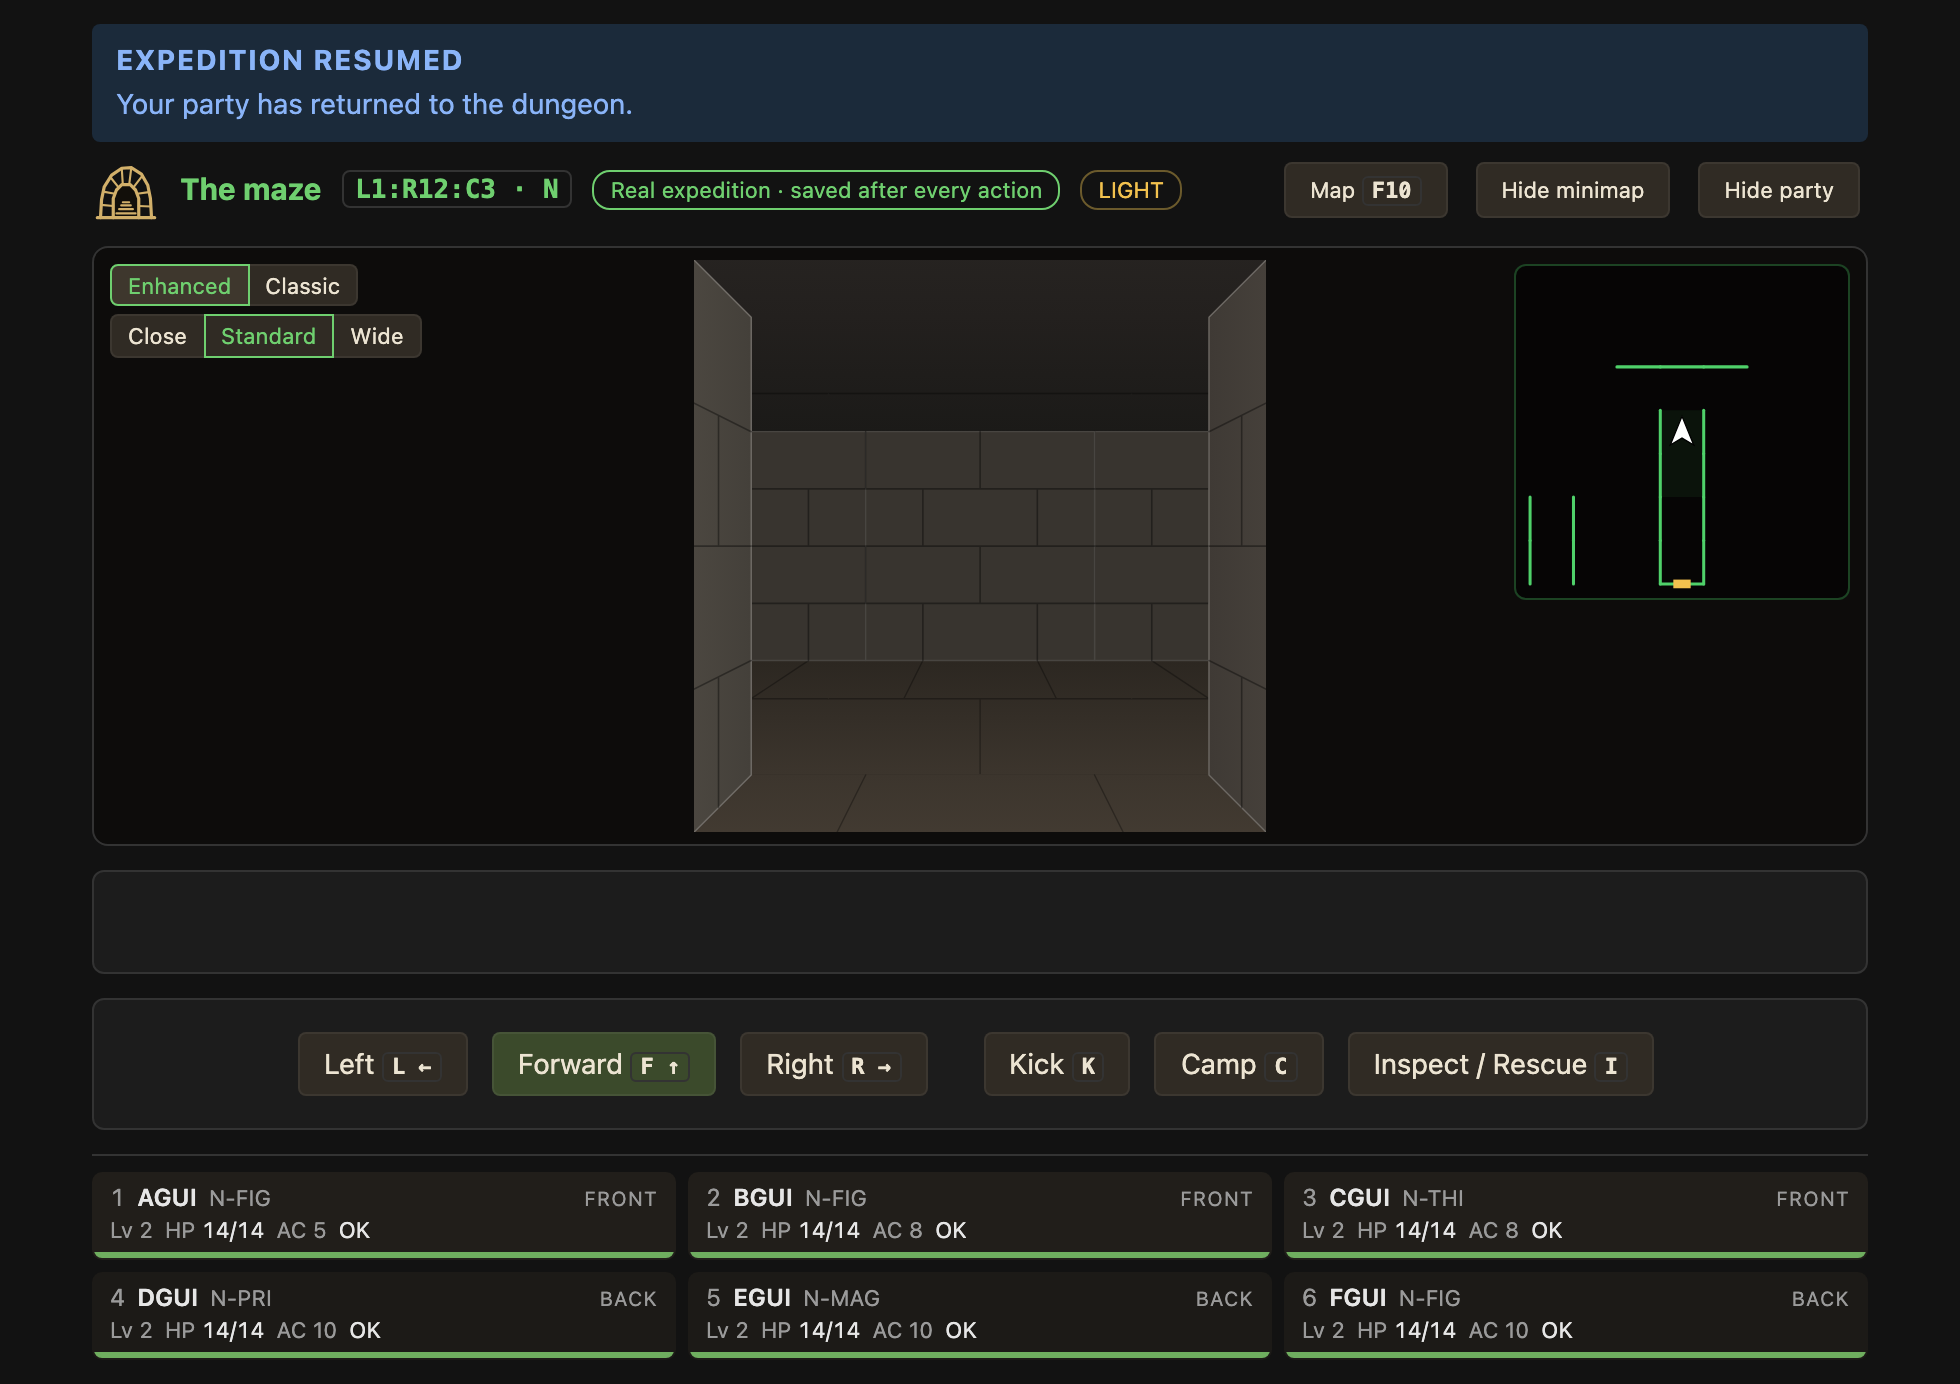 EXPEDITION RESUMED
Your party has returned to the dungeon.
The maze L1:R12:C3 · N Real expedition · saved after every action LIGHT Map F10 Hide minimap Hide party
Enhanced Classic
Close Standard Wide
Left L ← Forward F ↑ Right R → Kick K Camp C Inspect / Rescue I
1 AGUI N-FIG FRONT
Lv 2 HP 14/14 AC 5 OK
2 BGUI N-FIG FRONT
Lv 2 HP 14/14 AC 8 OK
3 CGUI N-THI FRONT
Lv 2 HP 14/14 AC 8 OK
4 DGUI N-PRI BACK
Lv 2 HP 14/14 AC 10 OK
5 EGUI N-MAG BACK
Lv 2 HP 14/14 AC 10 OK
6 FGUI N-FIG BACK
Lv 2 HP 14/14 AC 10 OK